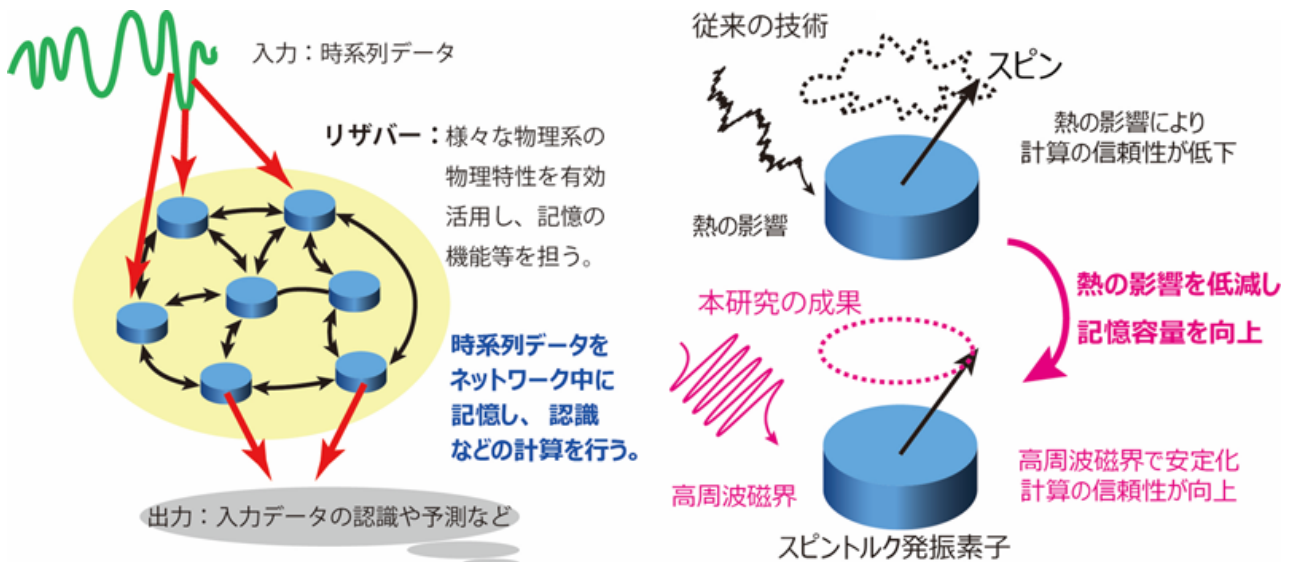 入力：時系列データ
リザバー：様々な物理系の
物理特性を有効
活用し、記憶の
機能等を担う。
時系列データを
ネットワーク中に
記憶し、 認識
などの計算を行う。
出力：入力データの認識や予測など
従来の技術
スピン
熱の影響により
計算の信頼性が低下
熱の影響
熱の影響を低減し
記憶容量を向上
本研究の成果
高周波磁界
高周波磁界で安定化
計算の信頼性が向上
スピントルク発振素子